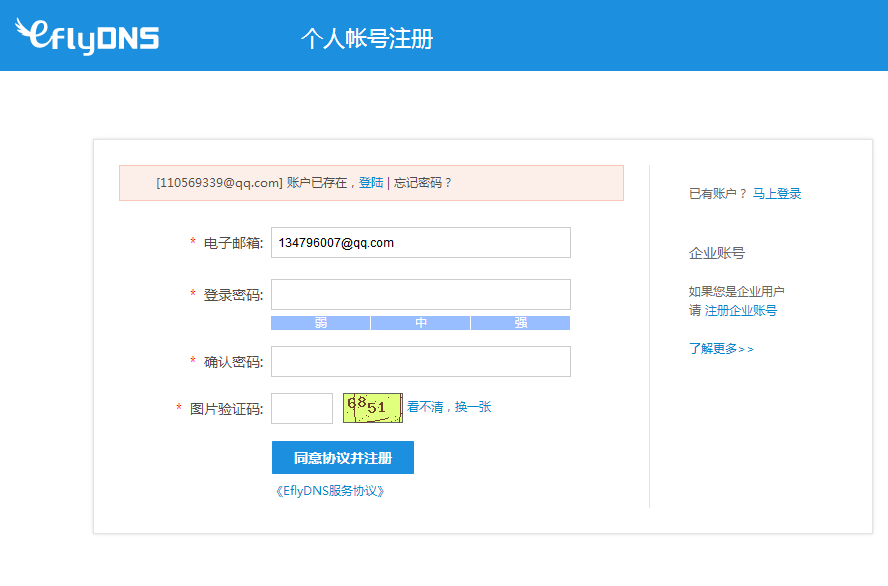 eflyDNS
个人帐号注册
[110569339@qq.com] 账户已存在，登陆 | 忘记密码？
* 电子邮箱: 134796007@qq.com
* 登录密码:
弱 中 强
* 确认密码:
* 图片验证码: 6851 看不清，换一张
同意协议并注册
《EflyDNS服务协议》
已有账户？ 马上登录
企业账号
如果您是企业用户
请 注册企业账号
了解更多>>